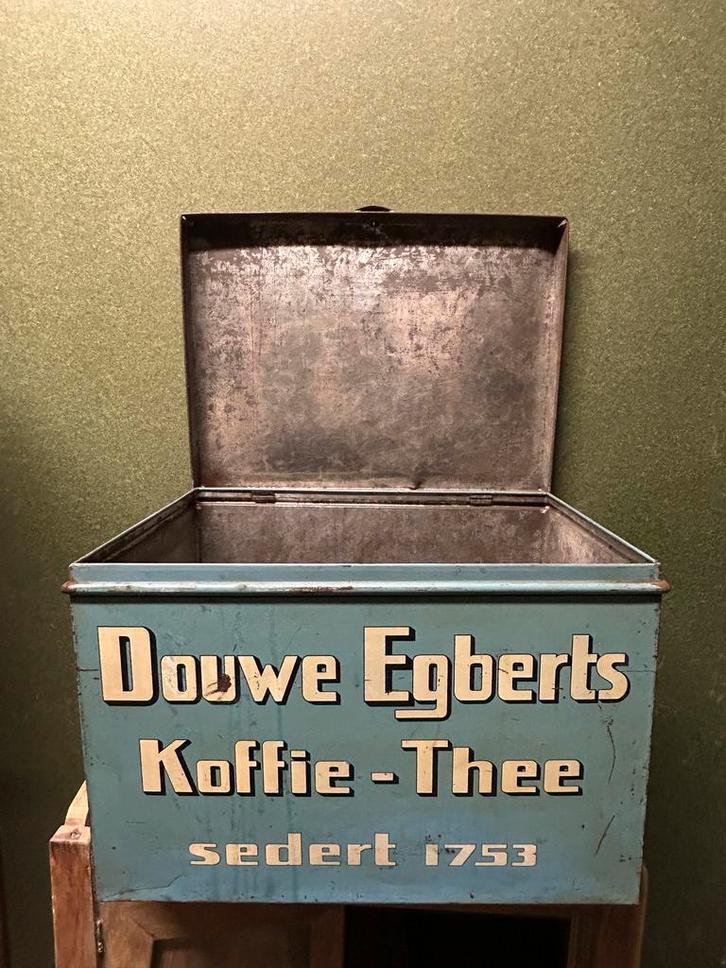 Douwe Egberts
Koffie - Thee
sedert 1753